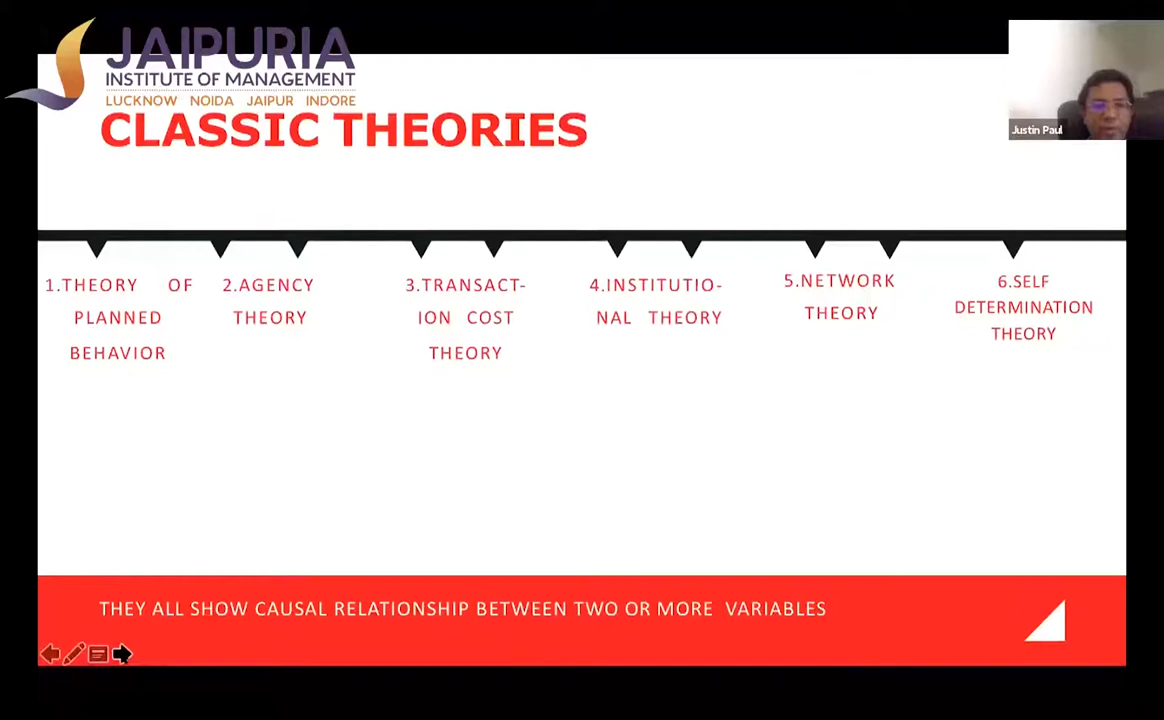 JAIPURIA
INSTITUTE OF MANAGEMENT
LUCKNOW NOIDA JAIPUR INDORE
CLASSIC THEORIES
Justin Paul
1.THEORY OF
PLANNED
BEHAVIOR
2.AGENCY
THEORY
3.TRANSACT-
ION COST
THEORY
4.INSTITUTIO-
NAL THEORY
5.NETWORK
THEORY
6.SELF
DETERMINATION
THEORY
THEY ALL SHOW CAUSAL RELATIONSHIP BETWEEN TWO OR MORE VARIABLES